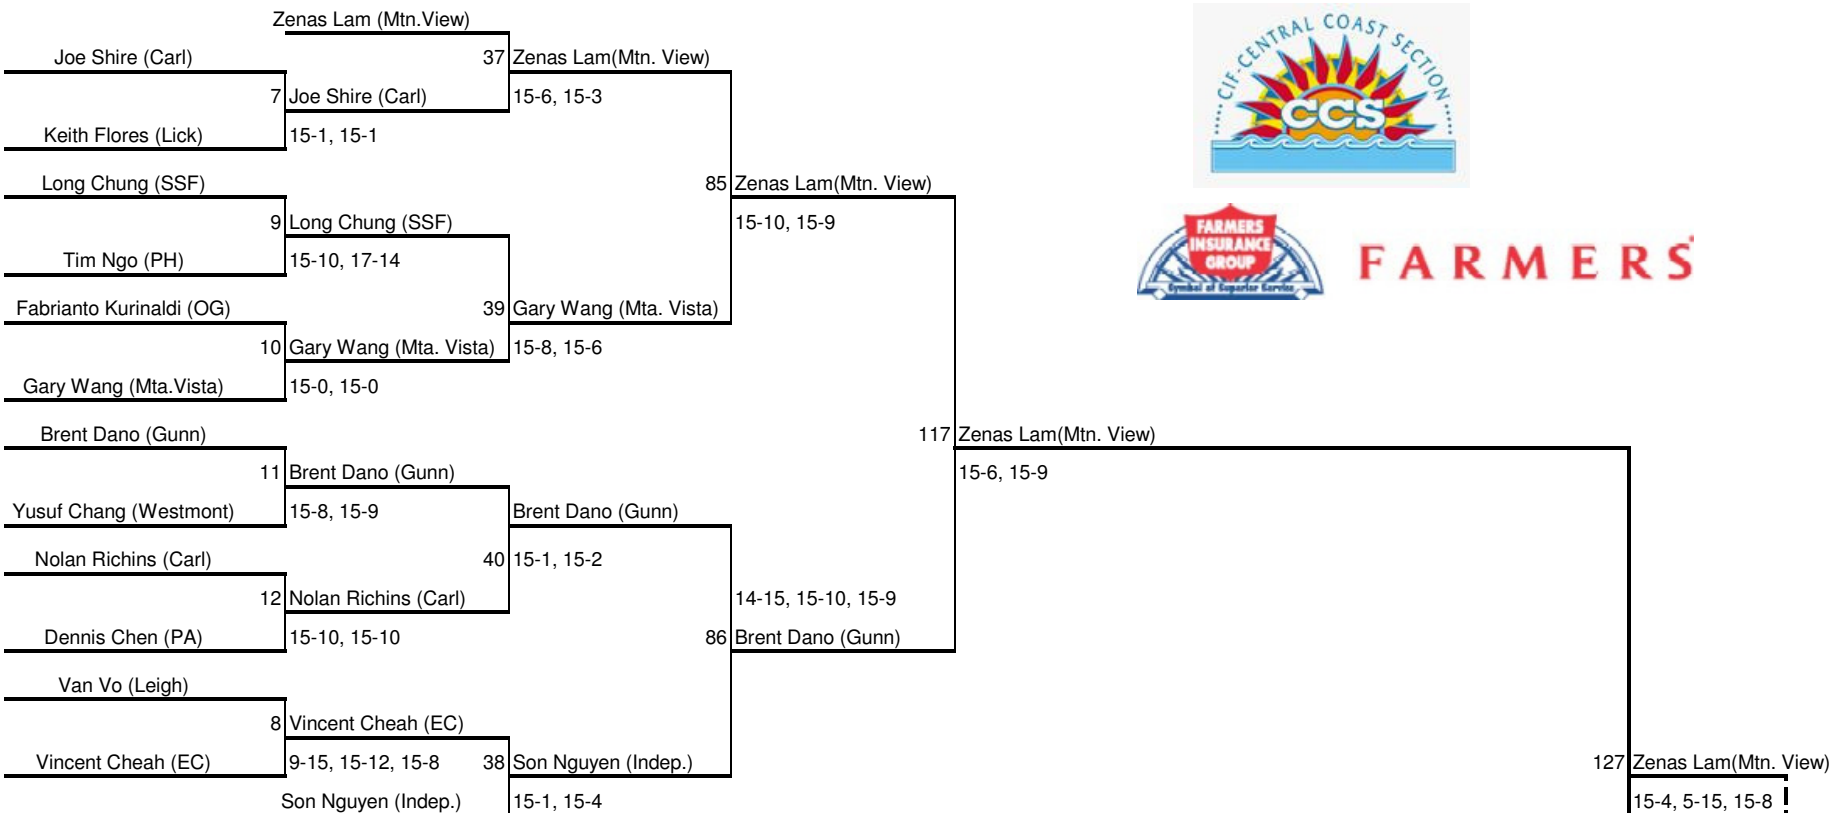 Zenas Lam (Mtn.View)
Joe Shire (Carl)
37 Zenas Lam(Mtn. View)
7 Joe Shire (Carl)
15-6, 15-3
Keith Flores (Lick)
15-1, 15-1
Long Chung (SSF)
85 Zenas Lam(Mtn. View)
9 Long Chung (SSF)
15-10, 15-9
Tim Ngo (PH)
15-10, 17-14
Fabrianto Kurinaldi (OG)
39 Gary Wang (Mta. Vista)
10 Gary Wang (Mta. Vista)
15-8, 15-6
Gary Wang (Mta.Vista)
15-0, 15-0
Brent Dano (Gunn)
117 Zenas Lam(Mtn. View)
11 Brent Dano (Gunn)
15-6, 15-9
Yusuf Chang (Westmont)
15-8, 15-9
Brent Dano (Gunn)
Nolan Richins (Carl)
40 15-1, 15-2
12 Nolan Richins (Carl)
14-15, 15-10, 15-9
Dennis Chen (PA)
15-10, 15-10
86 Brent Dano (Gunn)
Van Vo (Leigh)
8 Vincent Cheah (EC)
Vincent Cheah (EC)
9-15, 15-12, 15-8
38 Son Nguyen (Indep.)
127 Zenas Lam(Mtn. View)
Son Nguyen (Indep.)
15-1, 15-4
15-4, 5-15, 15-8
CIF-CENTRAL COAST SECTION
CCS
FARMERS
INSURANCE
GROUP
Symbol of Superior Service
FARMERS